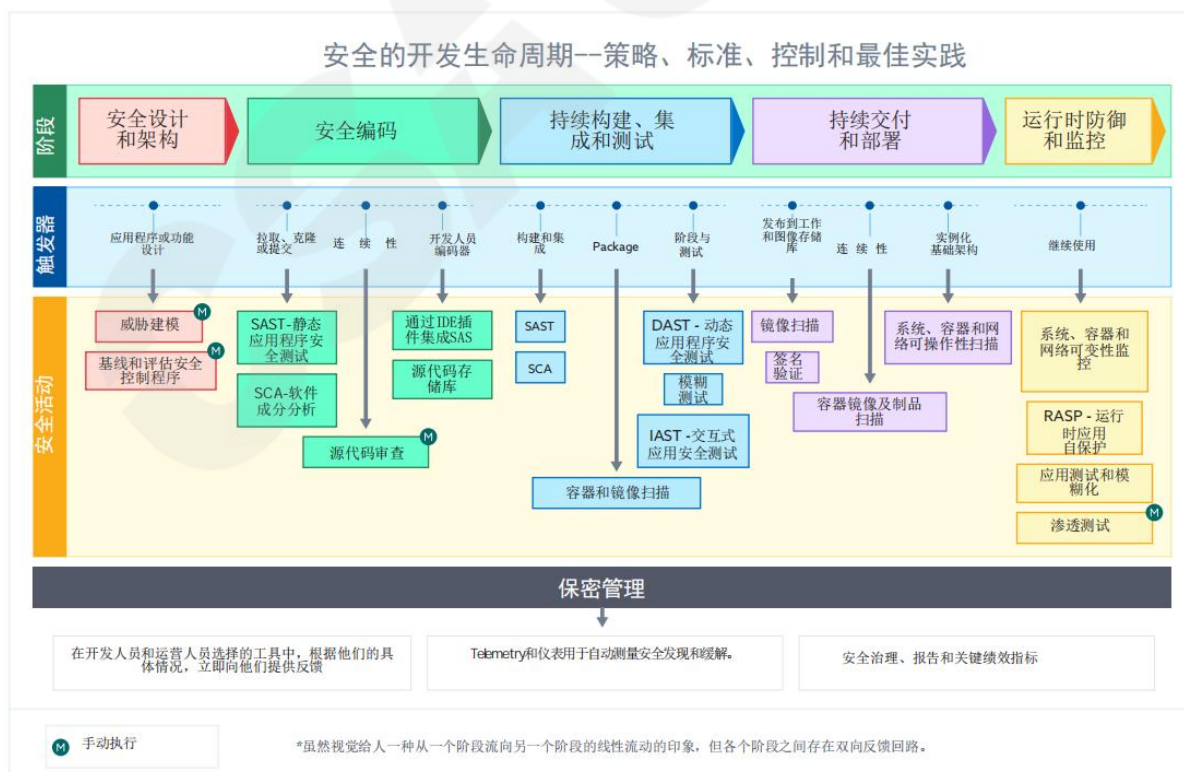 安全的开发生命周期--策略、标准、控制和最佳实践
阶段
安全设计
和架构
安全编码
持续构建、集
成和测试
持续交付
和部署
运行时防御
和监控
触发器
应用程序或功能
设计
拉取、克隆
或提交
连续性
开发人员
编码器
构建和集
成
Package
阶段与
测试
发布到工作
和图像存储
库
连续性
实例化
基础架构
继续使用
安全活动
威胁建模
M
基线和评估安全
控制程序
M
SAST-静态
应用程序安
全测试
SCA-软件
成分分析
源代码审查
M
通过IDE插
件集成SAS
源代码存
储库
SAST
SCA
容器和镜像扫描
DAST - 动态
应用程序安
全测试
模糊
测试
IAST -交互式
应用安全测试
镜像扫描
签名
验证
容器镜像及制品
扫描
系统、容器和网
络可操作性扫描
系统、容器和
网络可变性监
控
RASP - 运行
时应用
自保护
应用测试和模
糊化
渗透测试
M
保密管理
在开发人员和运营人员选择的工具中，根据他们的具
体情况，立即向他们提供反馈
Telemetry和仪表用于自动测量安全发现和缓解。
安全治理、报告和关键绩效指标
M 手动执行
*虽然视觉给人一种从一个阶段流向另一个阶段的线性流动的印象，但各个阶段之间存在双向反馈回路。